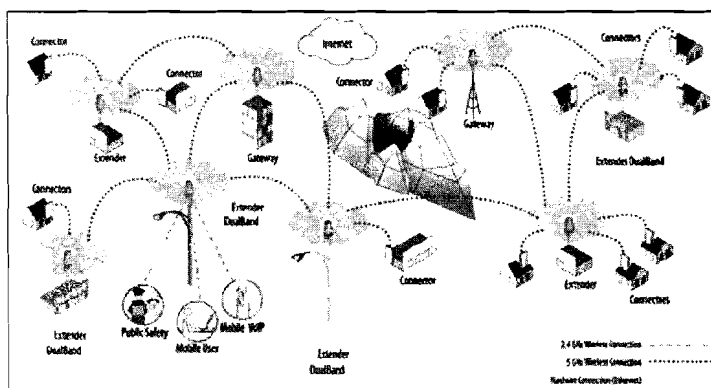 Connector
Internet
Connectors
Connector
Connector
Extender
Gateway
Gateway
Extender DualBand
Connectors
Extender
DualBand
Connector
Extender
Connectors
Public Safety
Mobile User
Mobile VoIP
Extender
DualBand
Extender
DualBand
2.4 GHz Wireless Connection
5 GHz Wireless Connection
Hardware Connection (Ethernet)